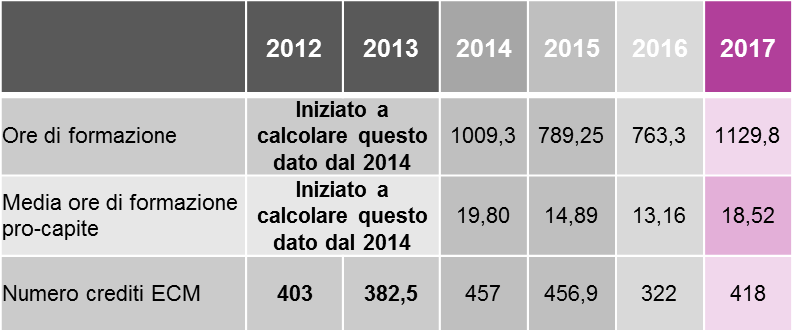 2012 2013 2014 2015 2016 2017
Ore di formazione
Iniziato a
calcolare questo
dato dal 2014
1009,3 789,25 763,3 1129,8
Media ore di formazione
pro-capite
Iniziato a
calcolare questo
dato dal 2014
19,80 14,89 13,16 18,52
Numero crediti ECM 403 382,5 457 456,9 322 418